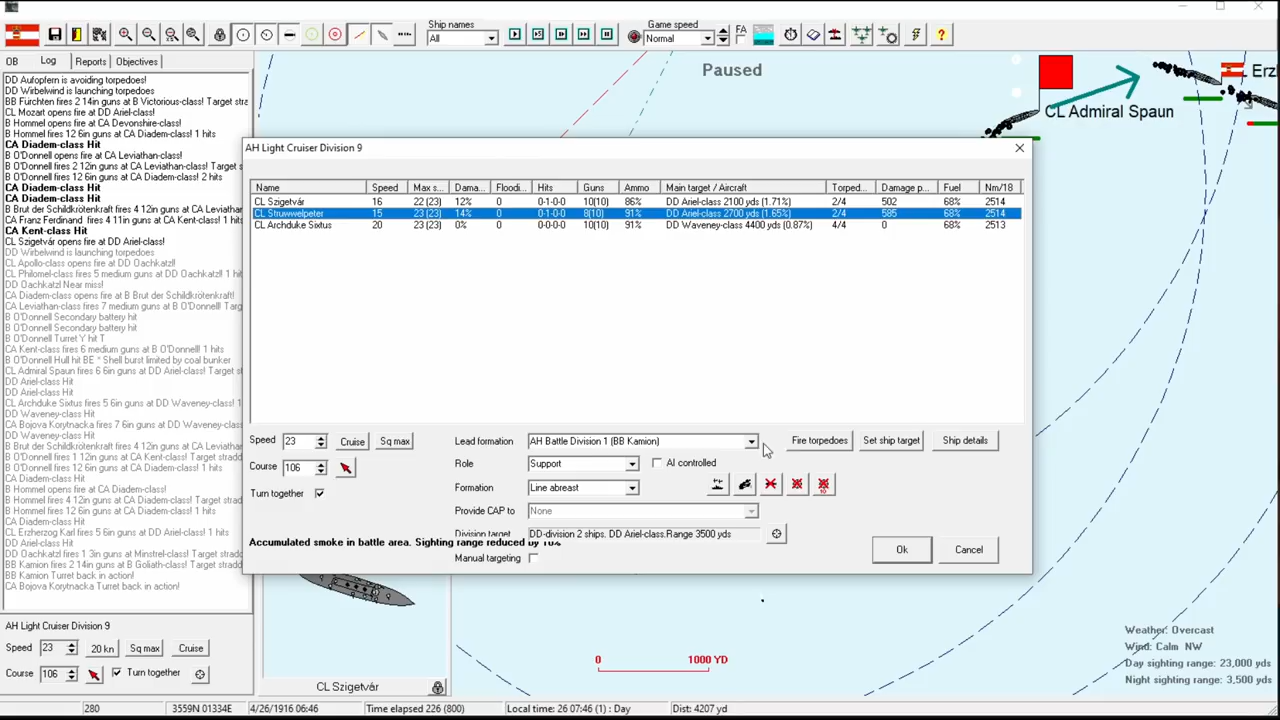 Ship names
All
Game speed
Normal
FA
OB
Log
Reports
Objectives
DD Autopfern is avoiding torpedoes!
DD Wirbelwind is launching torpedoes
BB Fürchten fires 2 14in guns at B Victorious-class! Target stra
CL Mozart opens fire at DD Ariel-class!
B Hommel opens fire at CA Devonshire-class!
B Hommel fires 12 6in guns at CA Diadem-class! 1 hits
CA Diadem-class Hit
B O'Donnell opens fire at CA Leviathan-class!
B O'Donnell fires 2 12in guns at CA Leviathan-class! Target s
B O'Donnell fires 12 6in guns at CA Diadem-class! 2 hits
CA Diadem-class Hit
CA Diadem-class Hit
B Brut der Schildkrötenkraft fires 4 12in guns at CA Diadem-c
CA Franz Ferdinand fires 4 11in guns at CA Kent-class! 1 hits
CA Kent-class Hit
CL Szigetvár opens fire at DD Ariel-class!
DD Wirbelwind is launching torpedoes
CL Apollo-class opens fire at DD Oachkatzl!
CL Philomel-class fires 5 medium guns at DD Oachkatzl! 1 hit
DD Oachkatzl Near miss!
CA Diadem-class opens fire at B Brut der Schildkrötenkraft!
CA Leviathan-class fires 7 medium guns at B O'Donnell! Targ
B O'Donnell Secondary battery hit
B O'Donnell Secondary battery hit
B O'Donnell Turret Y hit T
CA Kent-class fires 6 medium guns at B O'Donnell! 1 hits
B O'Donnell Hull hit BE * Shell burst limited by coal bunker
CL Admiral Spaun fires 6 6in guns at DD Ariel-class! Target s
DD Ariel-class Hit
DD Ariel-class Hit
CL Archduke Sixtus fires 5 6in guns at DD Waveney-class! 1
DD Waveney-class Hit
CA Bojova Korytnacka fires 7 6in guns at DD Waveney-class!
DD Waveney-class Hit
B Brut der Schildkrötenkraft fires 4 12in guns at CA Leviathan
B O'Donnell fires 1 12in guns at CA Kent-class! Target stradd
B O'Donnell fires 12 6in guns at CA Diadem-class! 1 hits
CA Diadem-class Hit
B Hommel opens fire at CA Diadem-class!
B Hommel fires 4 12in guns at CA Diadem-class! Target strad
B Hommel fires 12 6in guns at CA Diadem-class! 1 hits
CA Diadem-class Hit
CL Erzherzog Karl fires 5 6in guns at DD Ariel-class! 1 hits
DD Ariel-class Hit
DD Oachkatzl fires 1 3in guns at Minstrel-class! Target stradd
BB Kamion fires 2 14in guns at B Goliath-class! Target stradd
BB Kamion Turret back in action!
CA Bojova Korytnacka Turret back in action!
AH Light Cruiser Division 9
Speed 23 20 kn Sq max Cruise
Course 106 Turn together
Paused
CL Admiral Spaun
Erz
AH Light Cruiser Division 9
Name Speed Max s... Dama... Floodi... Hits Guns Ammo Main target / Aircraft Torped... Damage p... Fuel Nm/18
CL Szigetvár 16 22 (23) 12% 0 0-1-0-0 10(10) 86% DD Ariel-class 2100 yds (1.71%) 2/4 502 68% 2514
CL Struwwelpeter 15 23 (23) 14% 0 0-1-0-0 8(10) 91% DD Ariel-class 2700 yds (1.65%) 2/4 585 68% 2514
CL Archduke Sixtus 20 23 (23) 0% 0 0-0-0-0 10(10) 91% DD Waveney-class 4400 yds (0.87%) 4/4 0 68% 2513
Speed 23 Cruise Sq max
Course 106
Turn together
Lead formation AH Battle Division 1 (BB Kamion)
Fire torpedoes Set ship target Ship details
Role Support AI controlled
Formation Line abreast
10
Provide CAP to None
Division target DD-division 2 ships. DD Ariel-class.Range 3500 yds
Accumulated smoke in battle area. Sighting range reduced by 10%
Manual targeting
Ok Cancel
0 1000 YD
Weather: Overcast
Wind: Calm NW
Day sighting range: 23,000 yds
Night sighting range: 3,500 yds
CL Szigetvár
280 3559N 01334E 4/26/1916 06:46 Time elapsed 226 (800) Local time: 26 07:46 (1) : Day Dist: 4207 yd